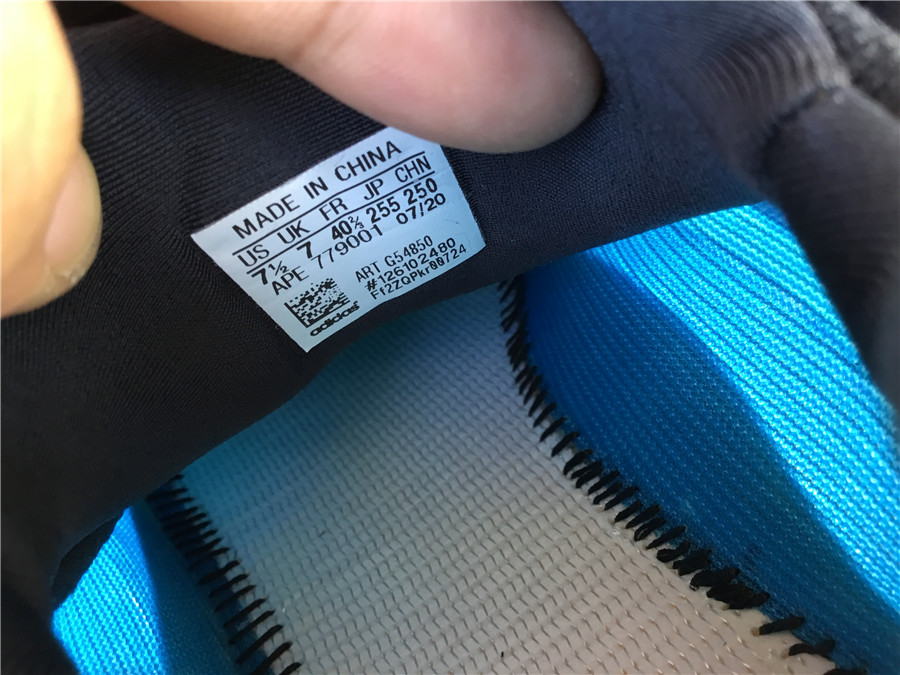 MADE IN CHINA
US UK FR JP CHN
7½ 7 40⅔ 255 250
APE 779001 07/20
ART G54850
#126102480
Ff2ZQPkr00724
adidas